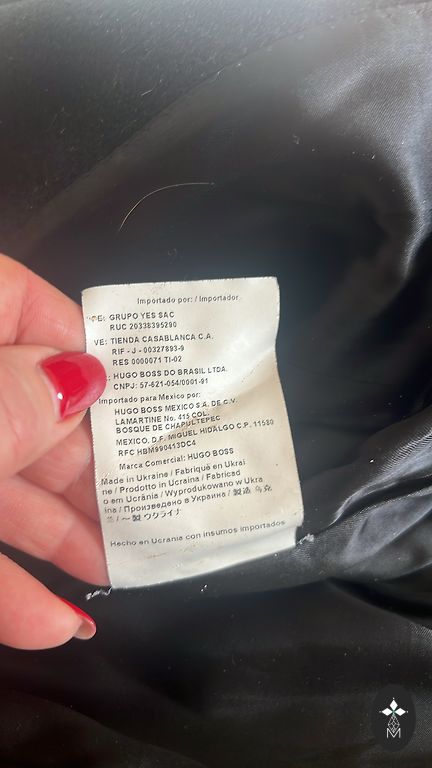 Importado por: / Importador
PE: GRUPO YES SAC
RUC 20338395290
VE: TIENDA CASABLANCA C.A.
RIF - J - 00327893-9
RES 0000071 TI-02
: HUGO BOSS DO BRASIL LTDA.
CNPJ: 57-621-054/0001-91
Importado para Mexico por:
HUGO BOSS MEXICO S.A. DE C.V.
LAMARTINE No. 415 COL.
BOSQUE DE CHAPULTEPEC
MEXICO, D.F. MIGUEL HIDALGO C.P. 11580
RFC HBM990413DC4
Marca Comercial: HUGO BOSS
Made in Ukraine / Fabriqué en Ukrai
ne / Prodotto in Ucraina / Fabricad
o em Ucrânia / Wyprodukowano w Ukra
ina / Произведено в Украина / 製造 乌克
兰 / ウクライナ
Hecho en Ucrania con insumos importados
M